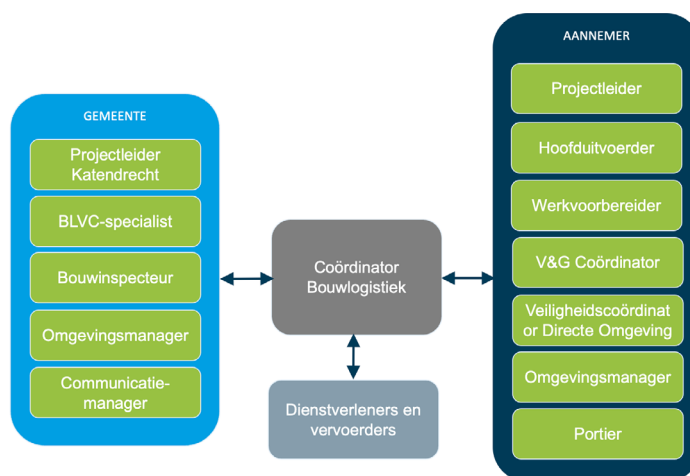 GEMEENTE
Projectleider
Katendrecht
BLVC-specialist
Bouwinspecteur
Omgevingsmanager
Communicatie-
manager
Coördinator
Bouwlogistiek
Dienstverleners en
vervoerders
AANNEMER
Projectleider
Hoofduitvoerder
Werkvoorbereider
V&G Coördinator
Veiligheidscoördinat
or Directe Omgeving
Omgevingsmanager
Portier